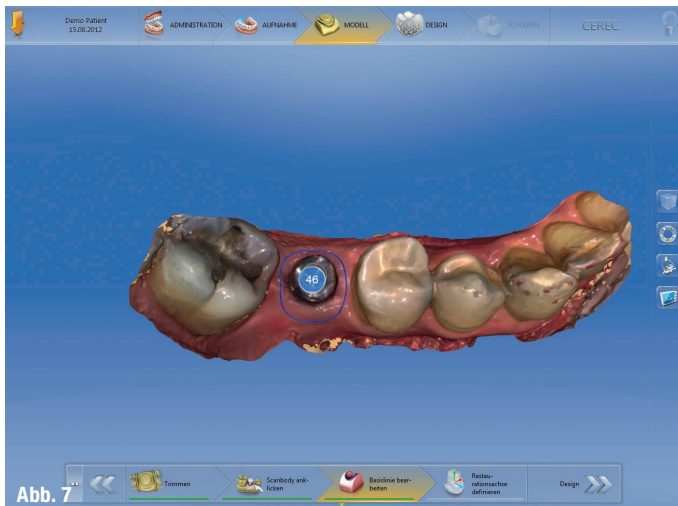 Demo Patient
15.08.2012
ADMINISTRATION
AUFNAHME
MODELL
DESIGN
SCHLEIFEN
CEREC
46
Trimmen
Scanbody ank-
licken
Basislinie bear-
beiten
Restau-
rationsachse
definieren
Design
Abb. 7